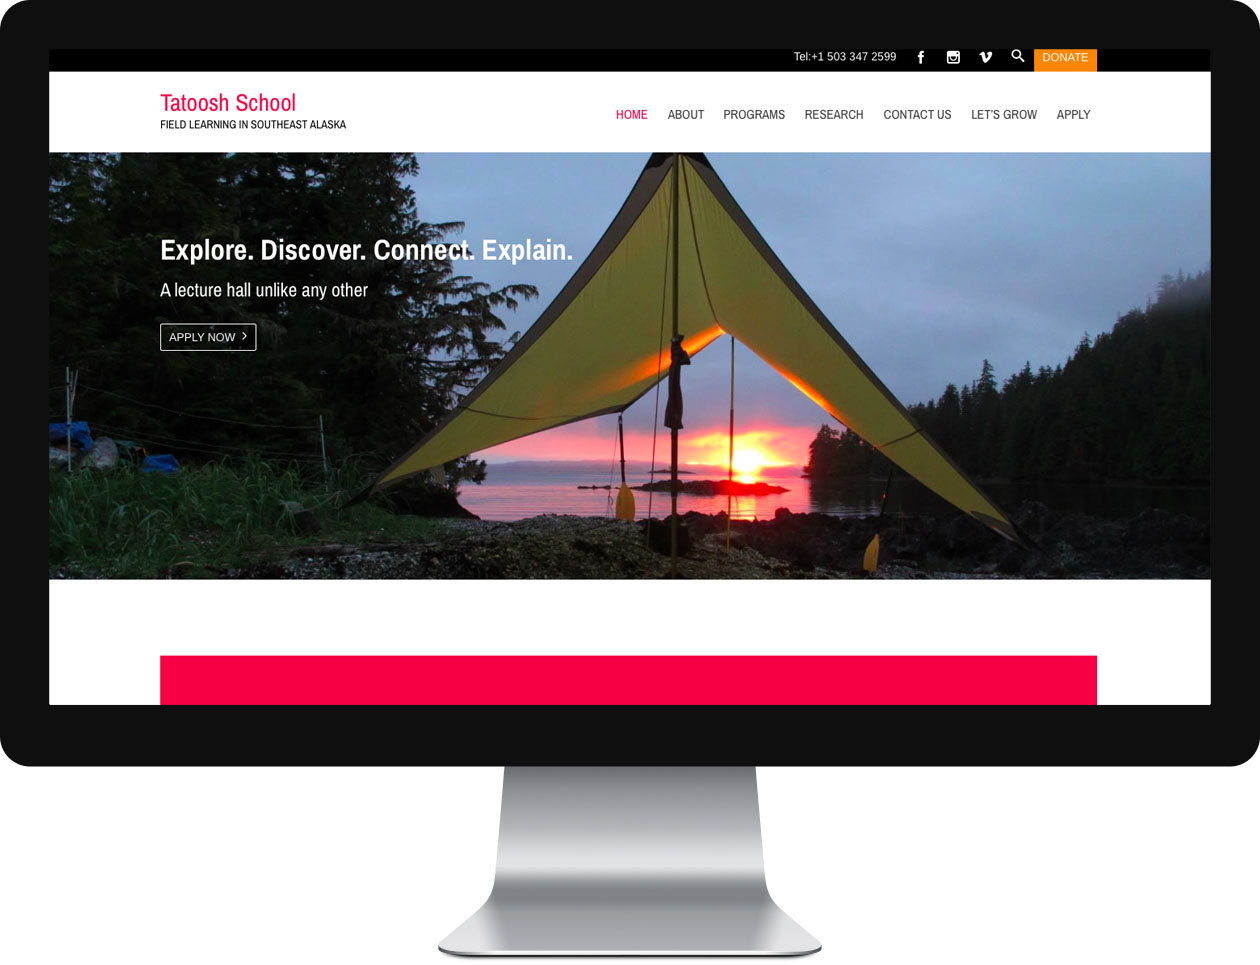 Tel:+1 503 347 2599
DONATE
Tatoosh School
FIELD LEARNING IN SOUTHEAST ALASKA
HOME ABOUT PROGRAMS RESEARCH CONTACT US LET'S GROW APPLY
Explore. Discover. Connect. Explain.
A lecture hall unlike any other
APPLY NOW